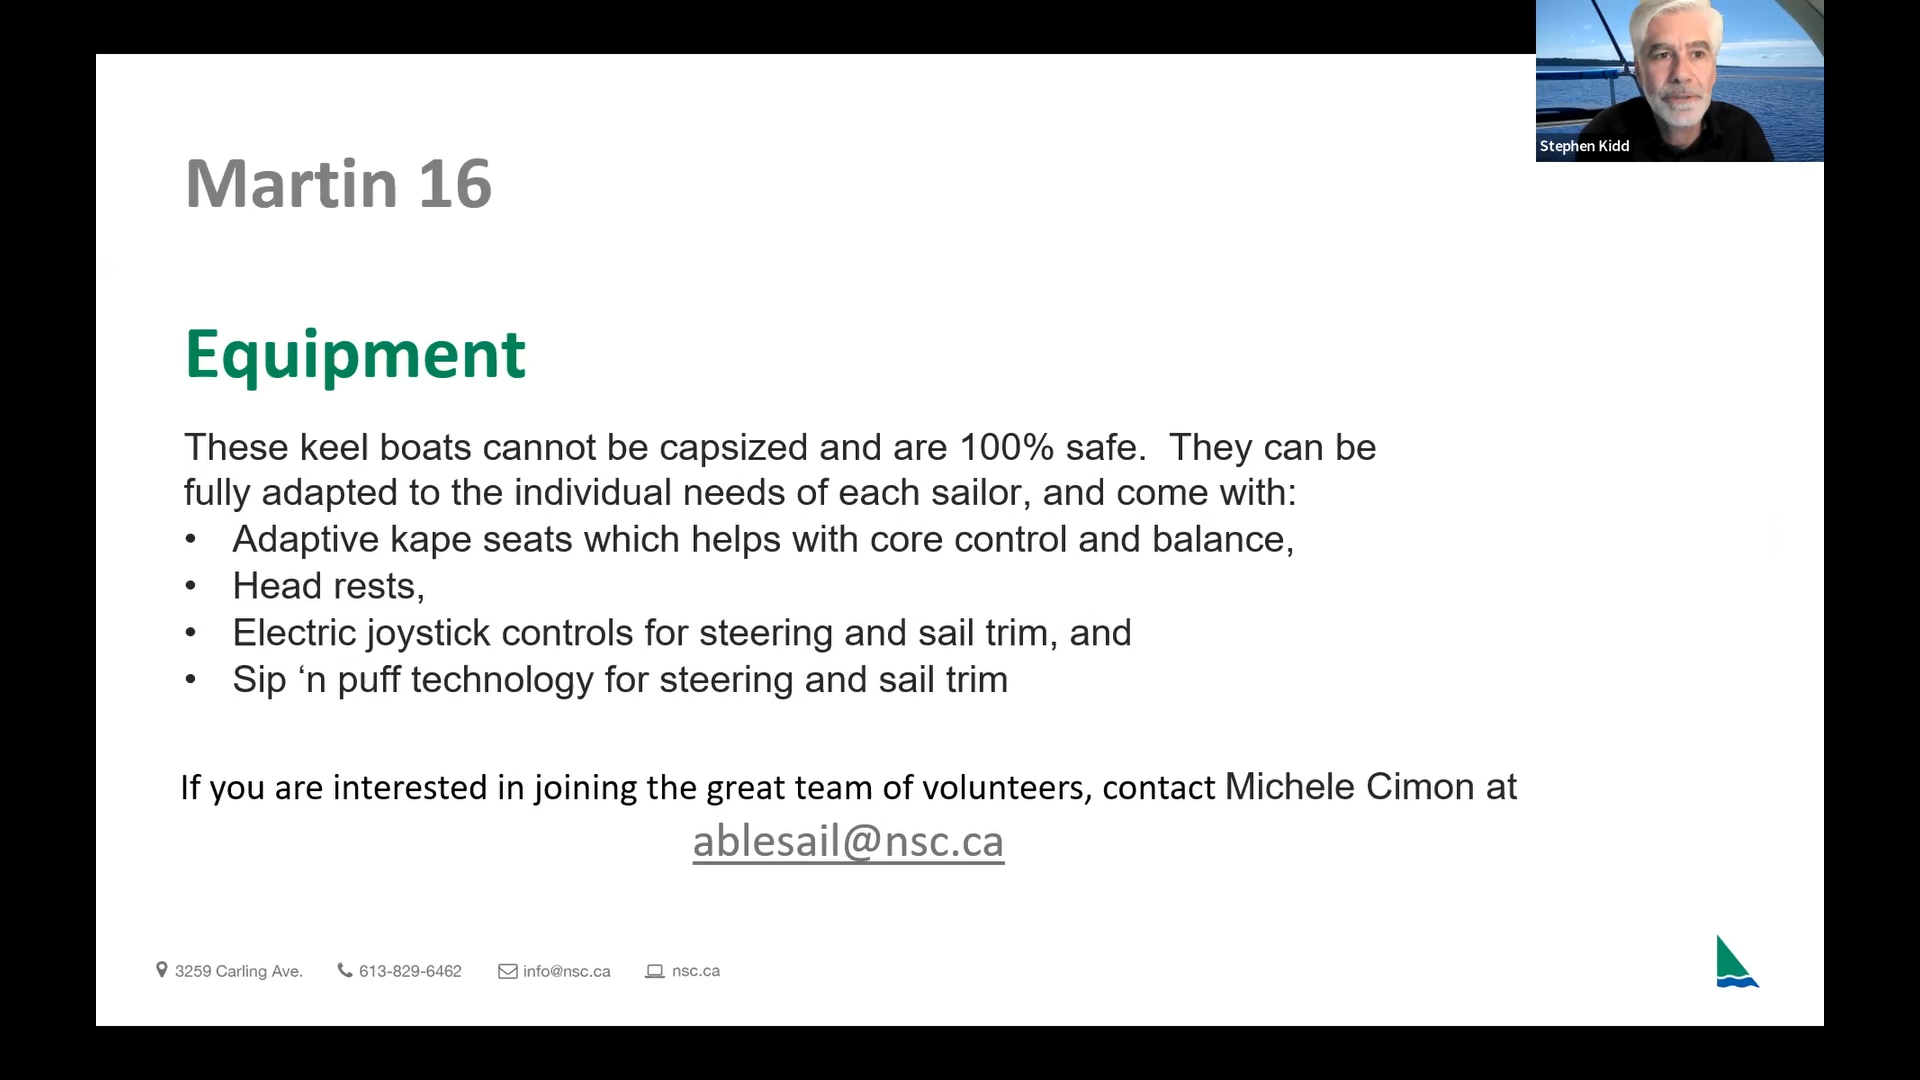 Stephen Kidd
Martin 16
Equipment
These keel boats cannot be capsized and are 100% safe.  They can be
fully adapted to the individual needs of each sailor, and come with:
• Adaptive kape seats which helps with core control and balance,
• Head rests,
• Electric joystick controls for steering and sail trim, and
• Sip ‘n puff technology for steering and sail trim
If you are interested in joining the great team of volunteers, contact Michele Cimon at
ablesail@nsc.ca
3259 Carling Ave. 613-829-6462 info@nsc.ca nsc.ca